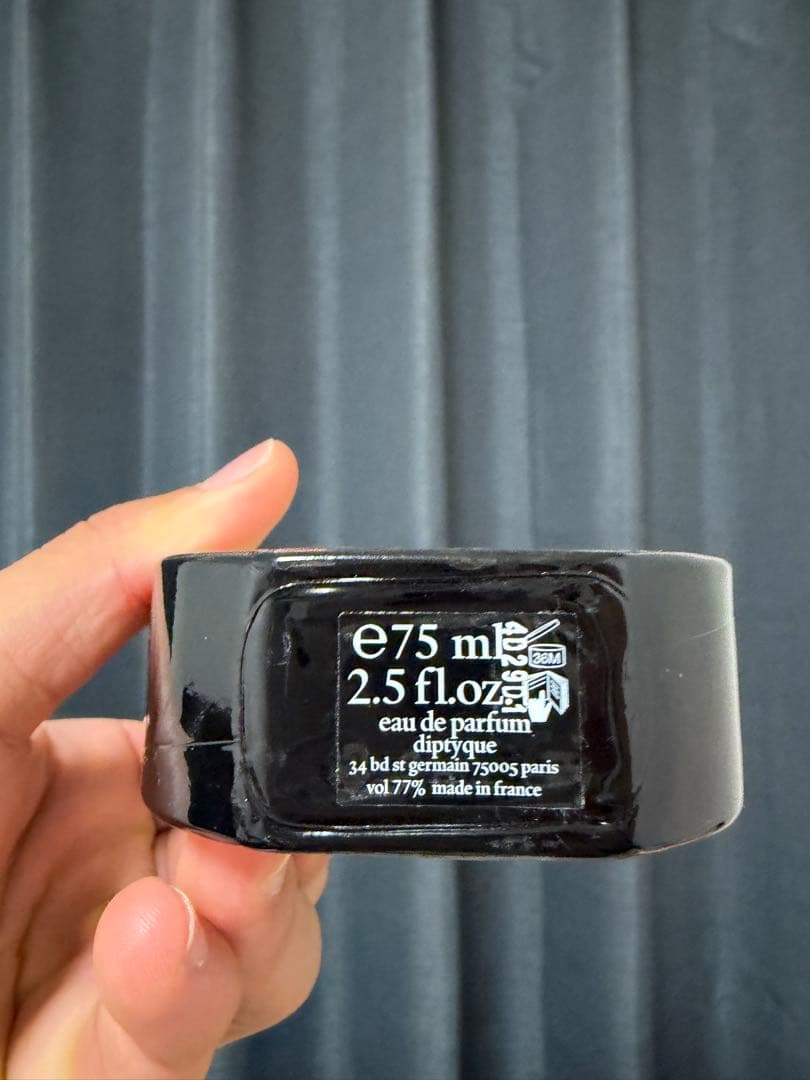 e75 ml
2.5 fl.oz
eau de parfum
diptyque
34 bd st germain 75005 paris
vol 77% made in france
36M